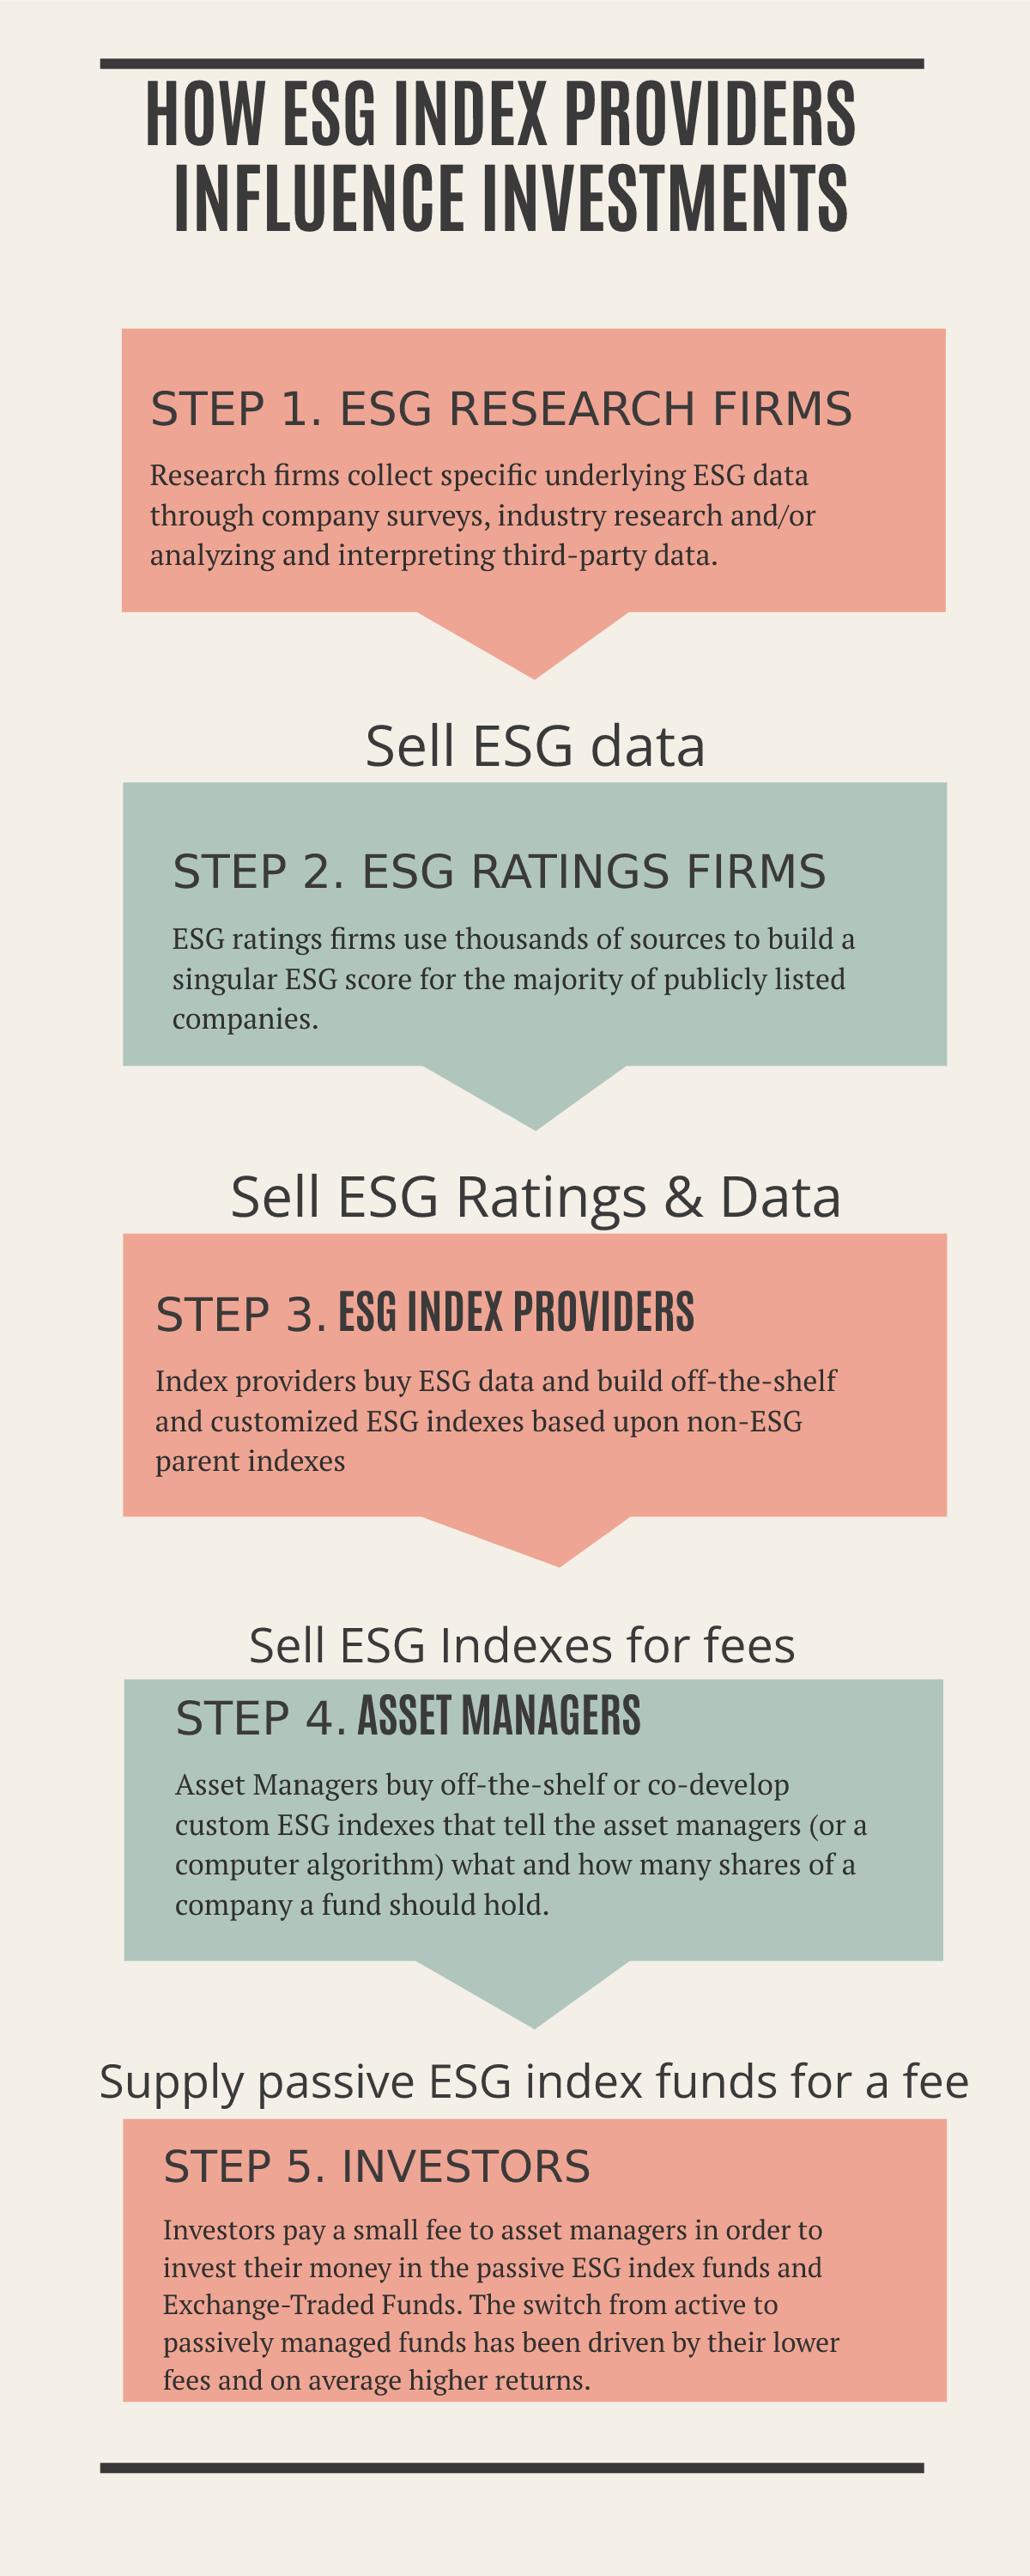 HOW ESG INDEX PROVIDERS
INFLUENCE INVESTMENTS
STEP 1. ESG RESEARCH FIRMS
Research firms collect specific underlying ESG data
through company surveys, industry research and/or
analyzing and interpreting third-party data.
Sell ESG data
STEP 2. ESG RATINGS FIRMS
ESG ratings firms use thousands of sources to build a
singular ESG score for the majority of publicly listed
companies.
Sell ESG Ratings & Data
STEP 3. ESG INDEX PROVIDERS
Index providers buy ESG data and build off-the-shelf
and customized ESG indexes based upon non-ESG
parent indexes
Sell ESG Indexes for fees
STEP 4. ASSET MANAGERS
Asset Managers buy off-the-shelf or co-develop
custom ESG indexes that tell the asset managers (or a
computer algorithm) what and how many shares of a
company a fund should hold.
Supply passive ESG index funds for a fee
STEP 5. INVESTORS
Investors pay a small fee to asset managers in order to
invest their money in the passive ESG index funds and
Exchange-Traded Funds. The switch from active to
passively managed funds has been driven by their lower
fees and on average higher returns.